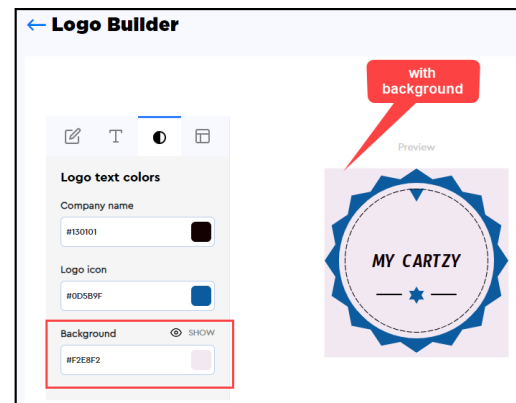 ← Logo Builder
with
background
Preview
Logo text colors
Company name
#130101
Logo icon
#0D5B9F
Background SHOW
#F2E8F2
MY CARTZY